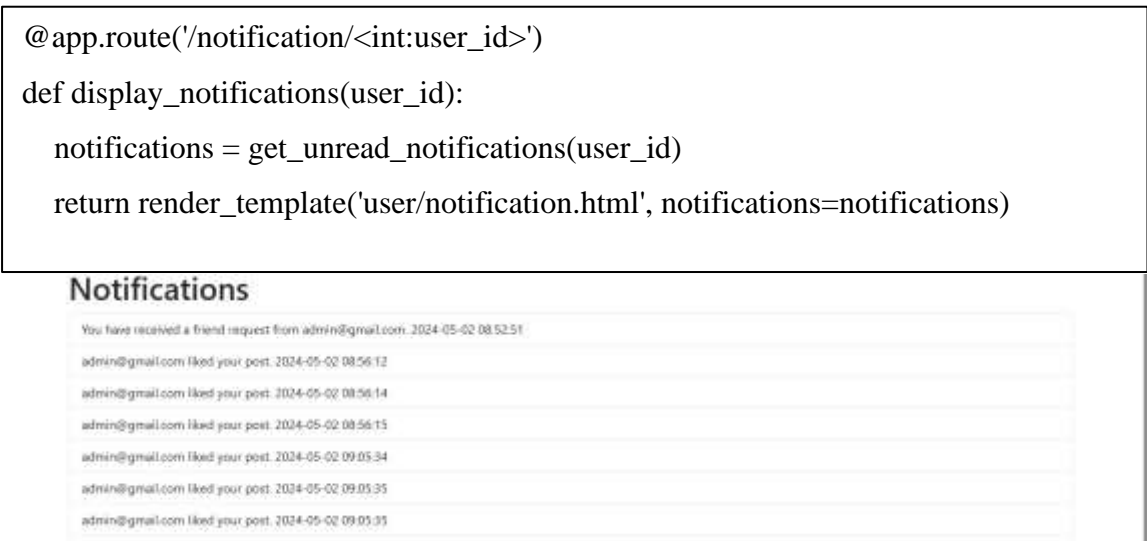 @app.route('/notification/<int:user_id>')
def display_notifications(user_id):
notifications = get_unread_notifications(user_id)
return render_template('user/notification.html', notifications=notifications)
Notifications
You have received a friend request from admin@gmail.com. 2024-05-02 08:52:51
admin@gmail.com liked your post. 2024-05-02 08:56:12
admin@gmail.com liked your post. 2024-05-02 08:56:14
admin@gmail.com liked your post. 2024-05-02 08:56:15
admin@gmail.com liked your post. 2024-05-02 09:05:34
admin@gmail.com liked your post. 2024-05-02 09:05:35
admin@gmail.com liked your post. 2024-05-02 09:05:35